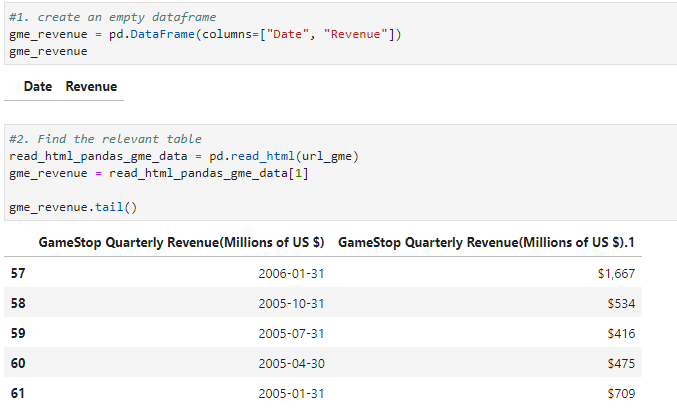 #1. create an empty dataframe
gme_revenue = pd.DataFrame(columns=["Date", "Revenue"])
gme_revenue
Date Revenue
#2. Find the relevant table
read_html_pandas_gme_data = pd.read_html(url_gme)
gme_revenue = read_html_pandas_gme_data[1]
gme_revenue.tail()
GameStop Quarterly Revenue(Millions of US $) GameStop Quarterly Revenue(Millions of US $).1
57 2006-01-31 $1,667
58 2005-10-31 $534
59 2005-07-31 $416
60 2005-04-30 $475
61 2005-01-31 $709